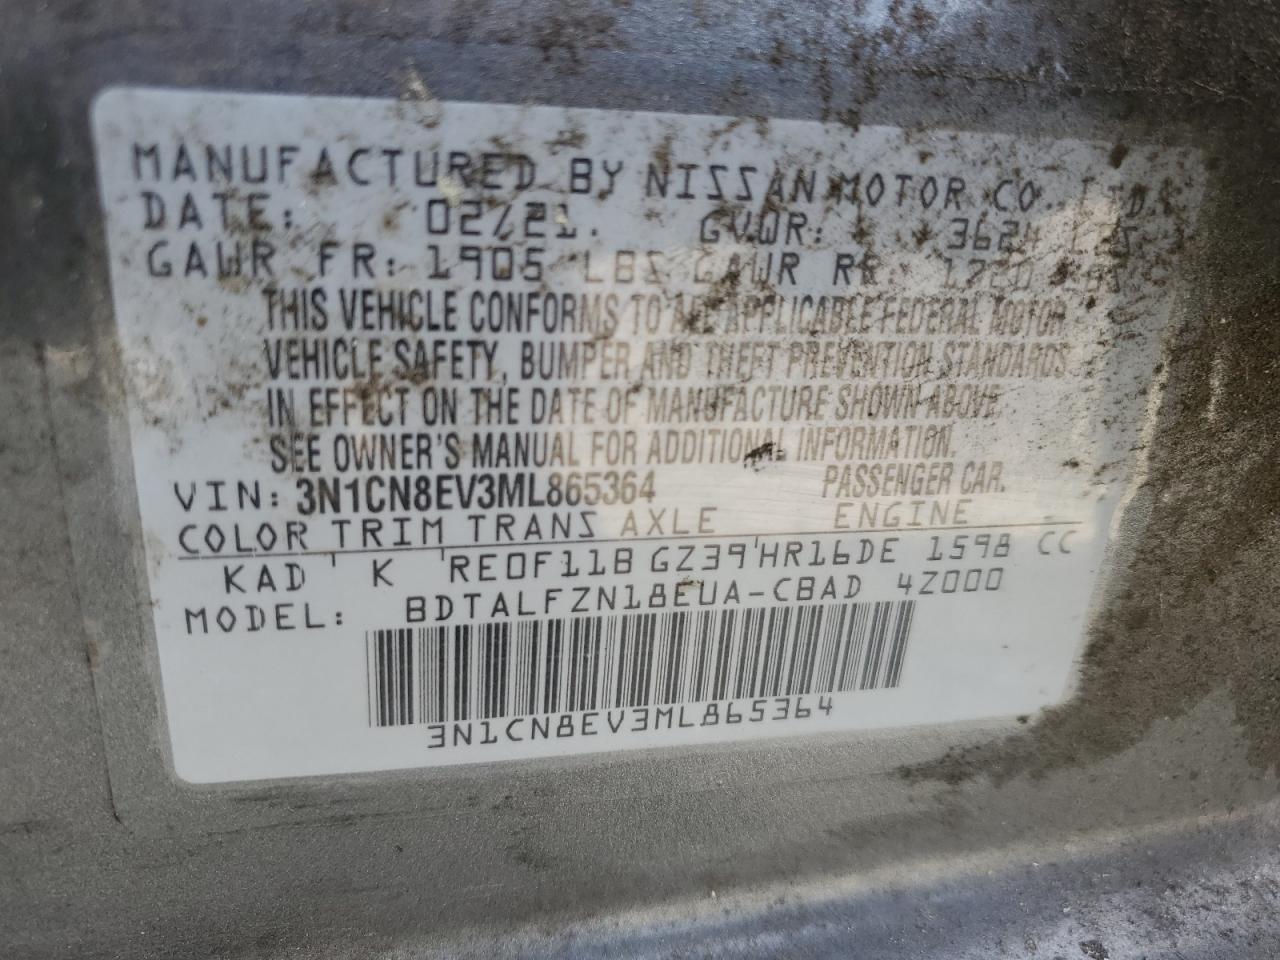 MANUFACTURED BY NISSAN MOTOR CO., LTD.
DATE: 02/21. GVWR: 3624 LBS
GAWR FR: 1905 LBS GAWR RR: 1720 LBS
THIS VEHICLE CONFORMS TO ALL APPLICABLE FEDERAL MOTOR
VEHICLE SAFETY, BUMPER AND THEFT PREVENTION STANDARDS
IN EFFECT ON THE DATE OF MANUFACTURE SHOWN ABOVE.
SEE OWNER'S MANUAL FOR ADDITIONAL INFORMATION.
VIN: 3N1CN8EV3ML865364 PASSENGER CAR.
COLOR TRIM TRANS AXLE ENGINE
KAD K RE0F11B GZ39 HR16DE 1598 CC
MODEL: BDTALFZN18EUA-CBAD 4Z000
3N1CN8EV3ML865364